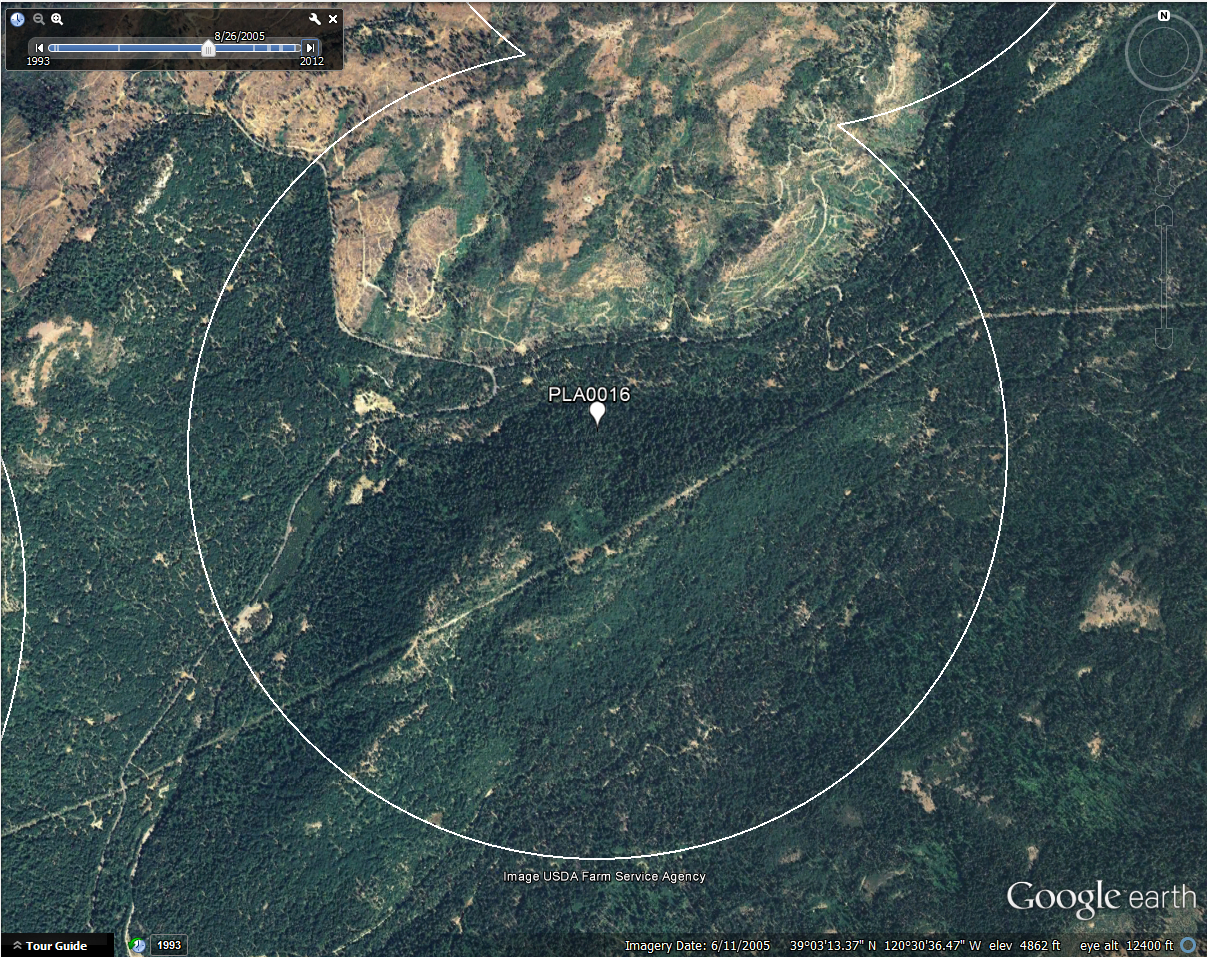 8/26/2005
1993
2012
N
PLA0016
Image USDA Farm Service Agency
Google earth
Tour Guide
1993
Imagery Date: 6/11/2005 39°03'13.37" N 120°30'36.47" W elev 4862 ft eye alt 12400 ft